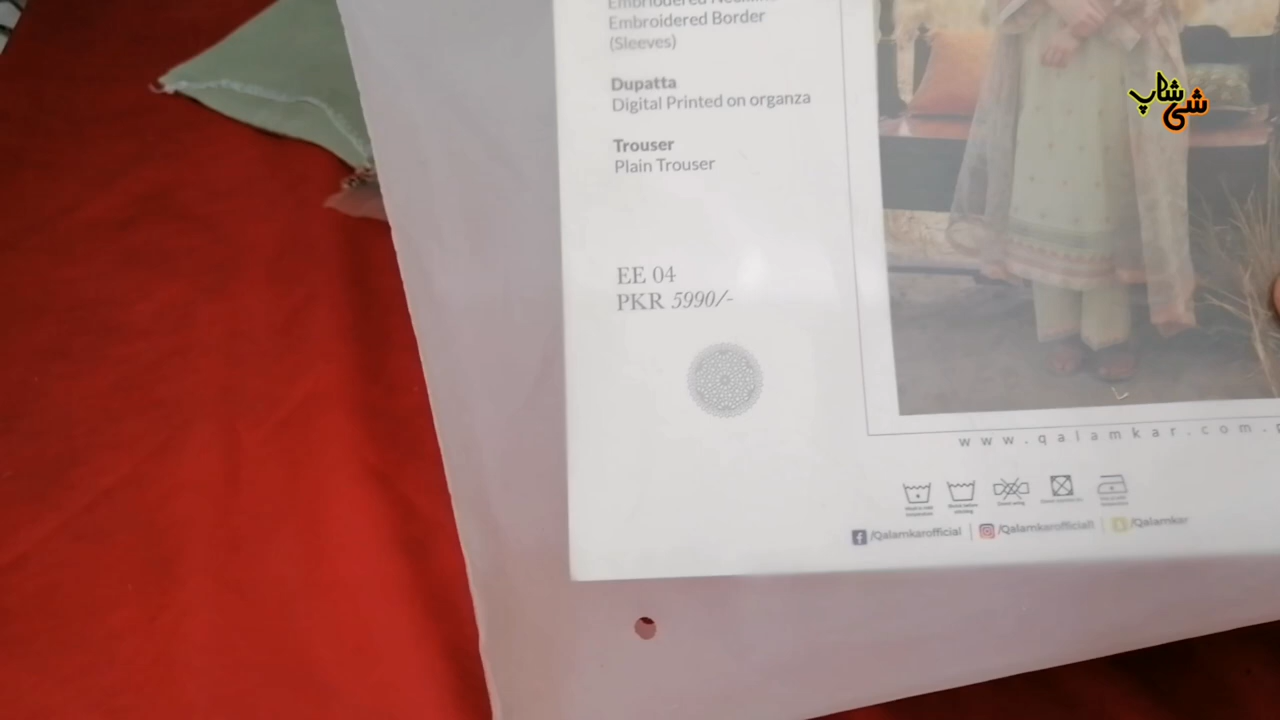 Embroidered Border
(Sleeves)
Dupatta
Digital Printed on organza
Trouser
Plain Trouser
EE 04
PKR 5990/-
www.qalamkar.com.
/Qalamkarofficial
/Qalamkarofficial1
/Qalamkar
شی شاپ